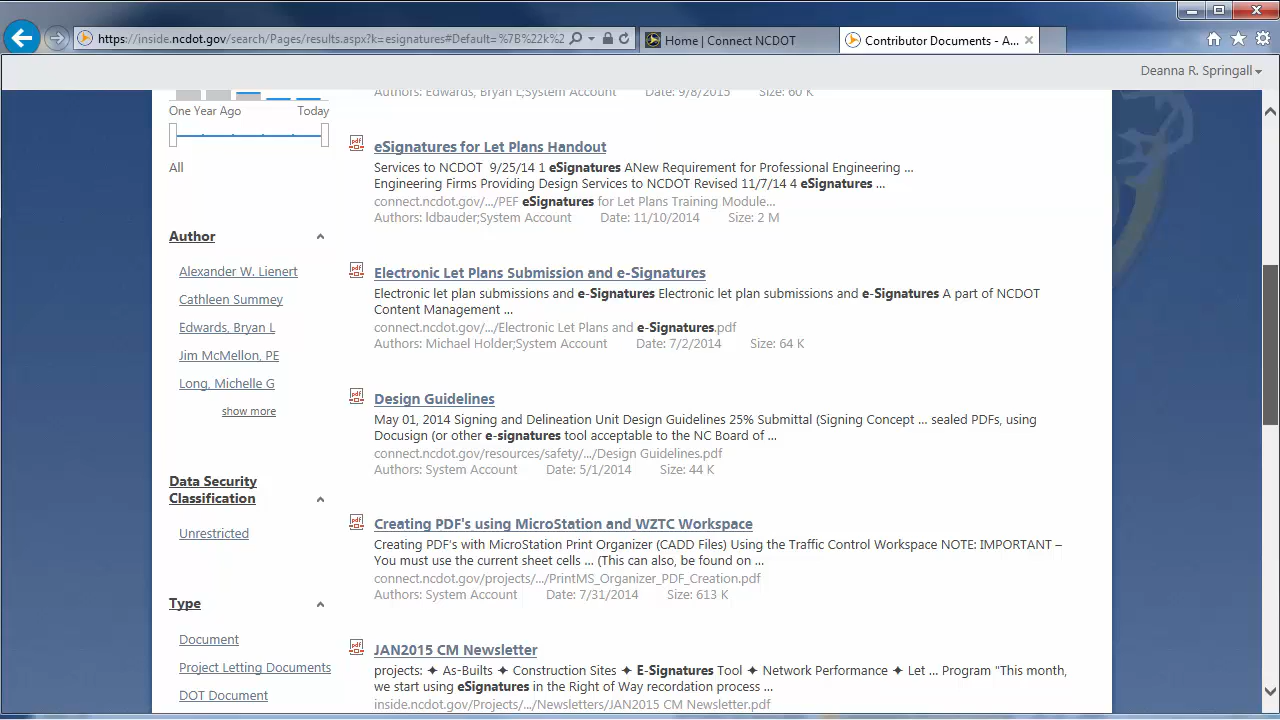 https://inside.ncdot.gov/search/Pages/results.aspx?k=esignatures#Default=%7B%22k%2
Home | Connect NCDOT
Contributor Documents - A...
Deanna R. Springall
Authors: Edwards, Bryan L;System Account Date: 9/8/2015 Size: 60 K
One Year Ago Today
All
Author
Alexander W. Lienert
Cathleen Summey
Edwards, Bryan L
Jim McMellon, PE
Long, Michelle G
show more
Data Security
Classification
Unrestricted
Type
Document
Project Letting Documents
DOT Document
eSignatures for Let Plans Handout
Services to NCDOT 9/25/14 1 eSignatures ANew Requirement for Professional Engineering ...
Engineering Firms Providing Design Services to NCDOT Revised 11/7/14 4 eSignatures ...
connect.ncdot.gov/.../PEF eSignatures for Let Plans Training Module...
Authors: ldbauder;System Account Date: 11/10/2014 Size: 2 M
Electronic Let Plans Submission and e-Signatures
Electronic let plan submissions and e-Signatures Electronic let plan submissions and e-Signatures A part of NCDOT
Content Management ...
connect.ncdot.gov/.../Electronic Let Plans and e-Signatures.pdf
Authors: Michael Holder;System Account Date: 7/2/2014 Size: 64 K
Design Guidelines
May 01, 2014 Signing and Delineation Unit Design Guidelines 25% Submittal (Signing Concept ... sealed PDFs, using
Docusign (or other e-signatures tool acceptable to the NC Board of ...
connect.ncdot.gov/resources/safety/.../Design Guidelines.pdf
Authors: System Account Date: 5/1/2014 Size: 44 K
Creating PDF's using MicroStation and WZTC Workspace
Creating PDF's with MicroStation Print Organizer (CADD Files) Using the Traffic Control Workspace NOTE: IMPORTANT –
You must use the current sheet cells ... (This can also, be found on ...
connect.ncdot.gov/projects/.../PrintMS_Organizer_PDF_Creation.pdf
Authors: System Account Date: 7/31/2014 Size: 613 K
JAN2015 CM Newsletter
projects: ✦ As-Builts ✦ Construction Sites ✦ E-Signatures Tool ✦ Network Performance ✦ Let ... Program "This month,
we start using eSignatures in the Right of Way recordation process ...
inside.ncdot.gov/Projects/.../Newsletters/JAN2015 CM Newsletter.pdf